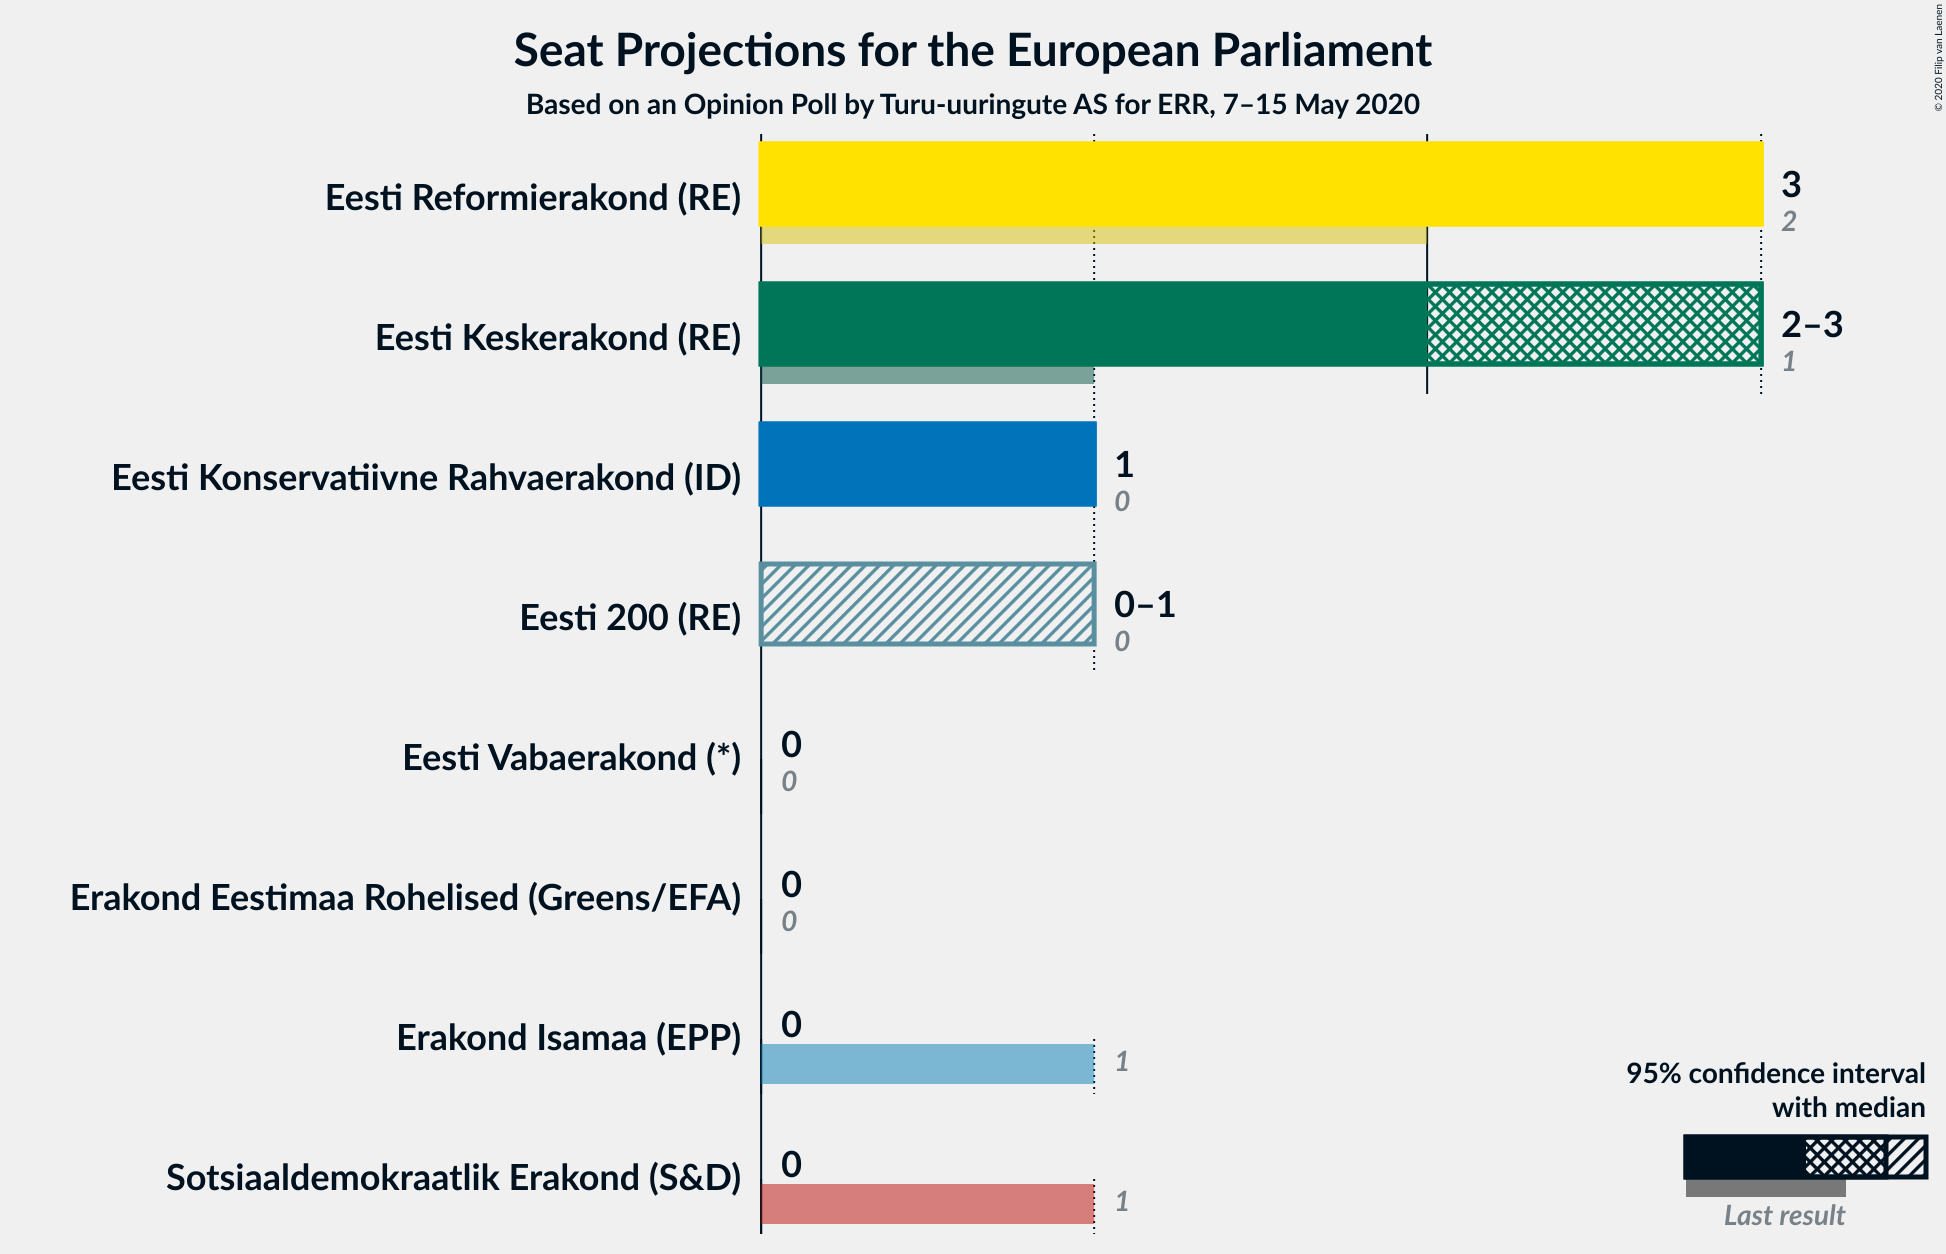 Seat Projections for the European Parliament
Based on an Opinion Poll by Turu-uuringute AS for ERR, 7–15 May 2020
© 2020 Filip van Laenen
Eesti Reformierakond (RE)
3
2
Eesti Keskerakond (RE)
2–3
1
Eesti Konservatiivne Rahvaerakond (ID)
1
0
Eesti 200 (RE)
0–1
0
Eesti Vabaerakond (*)
0
0
Erakond Eestimaa Rohelised (Greens/EFA)
0
0
Erakond Isamaa (EPP)
0
1
Sotsiaaldemokraatlik Erakond (S&D)
0
1
95% confidence interval
with median
Last result